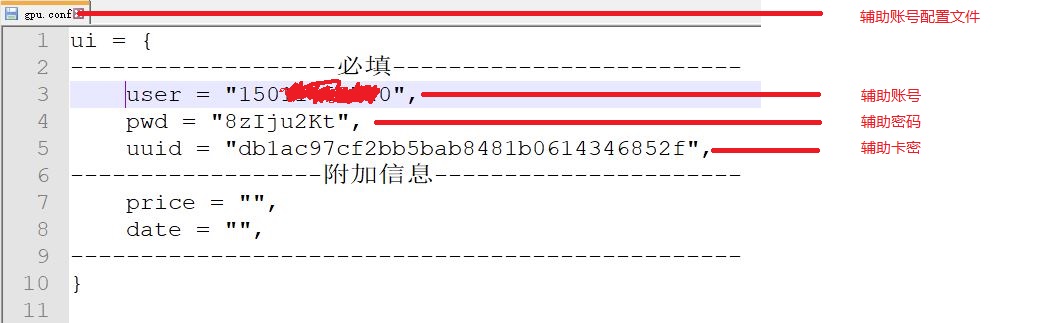 gpu.conf
辅助账号配置文件
1 ui = {
2 -------------------必填-------------------------
3 user = "150 0",
辅助账号
4 pwd = "8zIju2Kt",
辅助密码
5 uuid = "db1ac97cf2bb5bab8481b0614346852f",
辅助卡密
6 ------------------附加信息----------------------
7 price = "",
8 date = "",
9 ------------------------------------------------
10 }
11